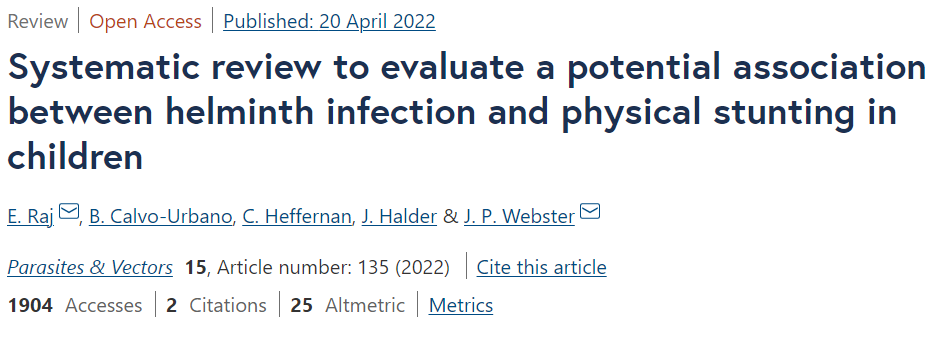 Review | Open Access | Published: 20 April 2022
Systematic review to evaluate a potential association
between helminth infection and physical stunting in
children
E. Raj, B. Calvo-Urbano, C. Heffernan, J. Halder & J. P. Webster
Parasites & Vectors 15, Article number: 135 (2022) | Cite this article
1904 Accesses | 2 Citations | 25 Altmetric | Metrics